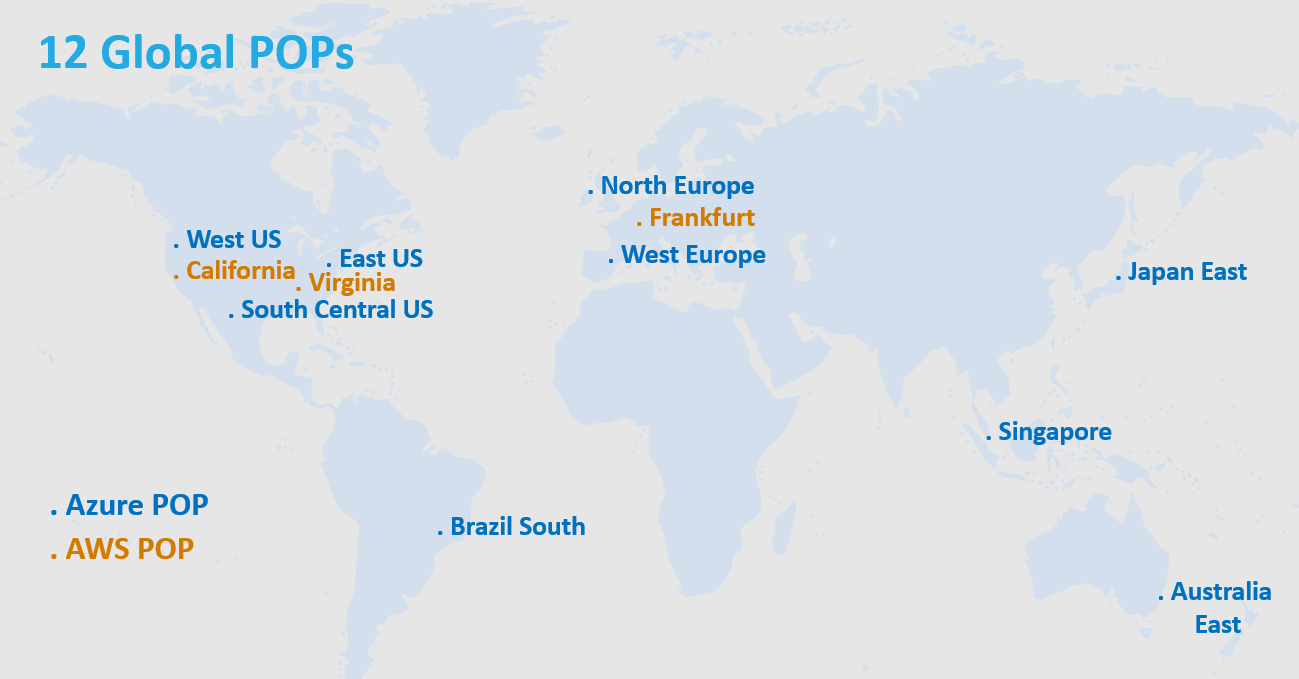 12 Global POPs
. North Europe
. Frankfurt
. West US
. East US
. West Europe
. California
. Virginia
. Japan East
. South Central US
. Singapore
. Azure POP
. Brazil South
. AWS POP
. Australia
East